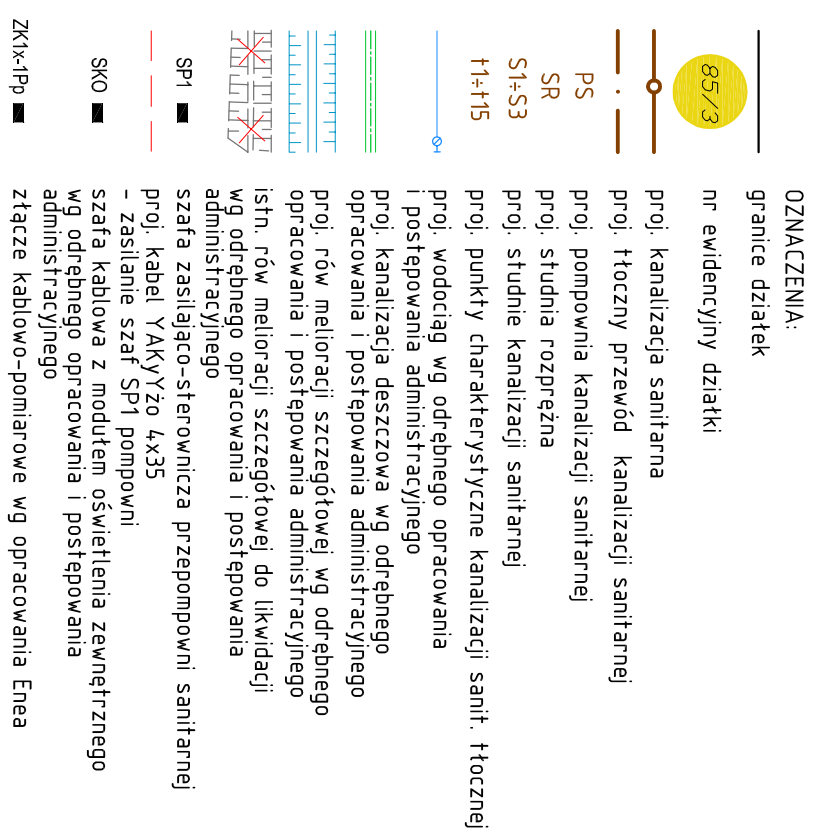 OZNACZENIA:
granice działek
85/3 nr ewidencyjny działki
proj. kanalizacja sanitarna
proj. tłoczny przewód kanalizacji sanitarnej
PS proj. pompownia kanalizacji sanitarnej
SR proj. studnia rozprężna
S1÷S3 proj. studnie kanalizacji sanitarnej
t1÷t15 proj. punkty charakterystyczne kanalizacji sanit. tłocznej
proj. wodociąg wg odrębnego opracowania
i postępowania administracyjnego
proj. kanalizacja deszczowa wg odrębnego
opracowania i postępowania administracyjnego
proj. rów melioracji szczegółowej wg odrębnego
opracowania i postępowania administracyjnego
istn. rów melioracji szczegółowej do likwidacji
wg odrębnego opracowania i postępowania
administracyjnego
SP1 szafa zasilająco-sterownicza przepompowni sanitarnej
proj. kabel YAKyYżo 4x35
- zasilanie szaf SP1 pompowni
SKO szafa kablowa z modułem oświetlenia zewnętrznego
wg odrębnego opracowania i postępowania
administracyjnego
ZK1x-1Pp złącze kablowo-pomiarowe wg opracowania Enea